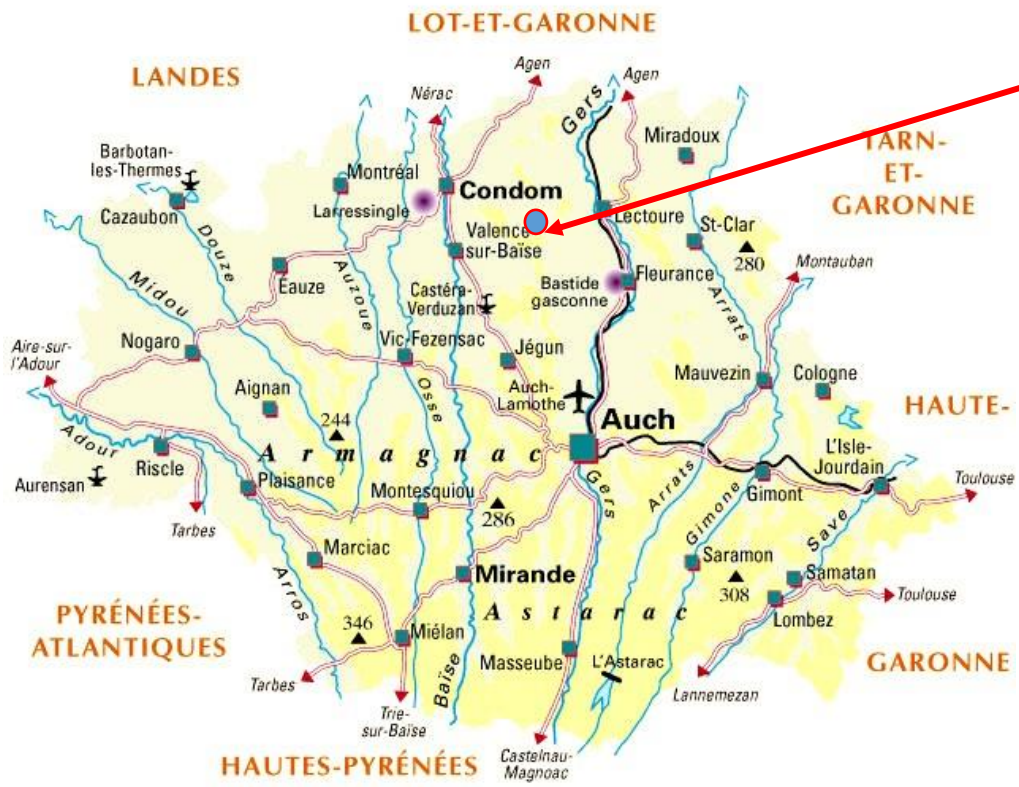 LOT-ET-GARONNE
LANDES
Agen
Agen
Nérac
Gers
Miradoux
TARN-
ET-
GARONNE
Barbotan-
les-Thermes
Montréal
Condom
Cazaubon
Larressingle
Lectoure
Valence
sur-Baïse
St-Clar
280
Douze
Montauban
Midou
Eauze
Auzoue
Castéra-
Verduzan
Bastide
gasconne
Fleurance
Arrats
Nogaro
Vic-Fezensac
Jégun
Aire-sur-
l'Adour
Aignan
Osse
Auch-
Lamothe
Mauvezin
Cologne
244
Auch
HAUTE-
Adour
Armagnac
Riscle
L'Isle-
Jourdain
Aurensan
Plaisance
Montesquiou
286
Gers
Arrats
Gimone
Gimont
Toulouse
Tarbes
Save
Marciac
Mirande
Saramon
308
Samatan
Arros
Astarac
Toulouse
PYRÉNÉES-
ATLANTIQUES
346
Miélan
Lombez
Masseube
L'Astarac
GARONNE
Tarbes
Baïse
Lannemezan
Trie-
sur-Baïse
HAUTES-PYRÉNÉES
Castelnau-
Magnoac